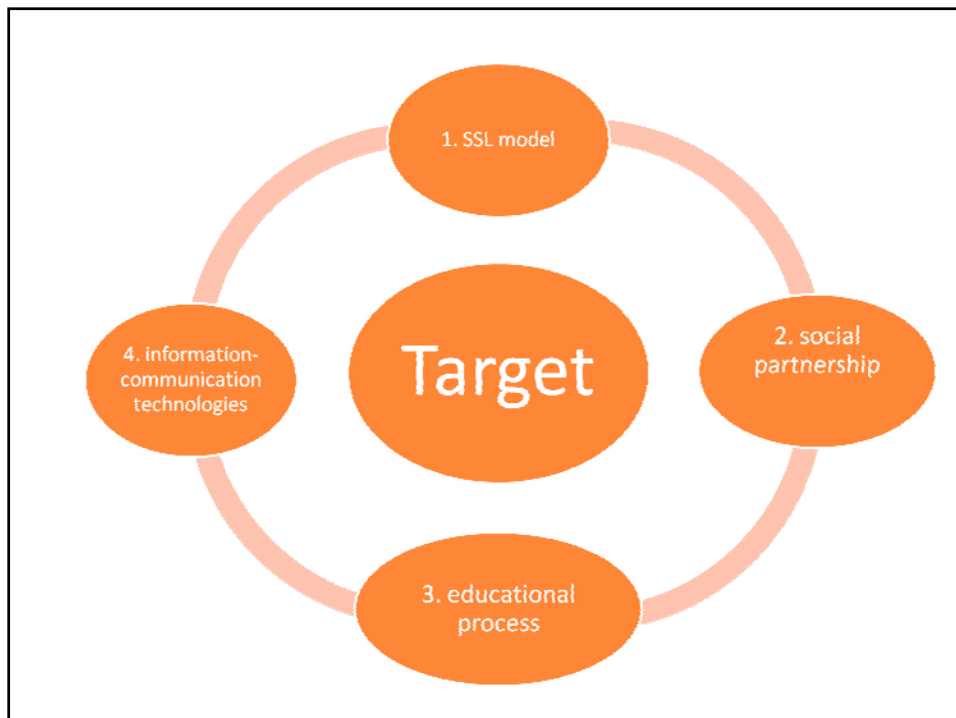 1. SSL model
2. social
partnership
Target
4. information-
communication
technologies
3. educational
process